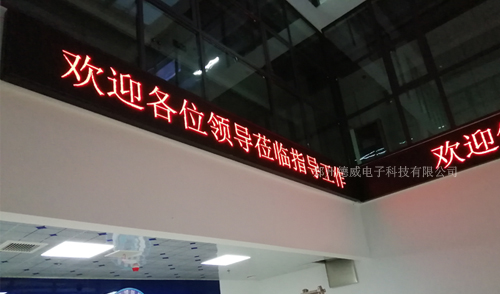 欢迎各位领导莅临指导工作
欢迎
德威电子科技有限公司